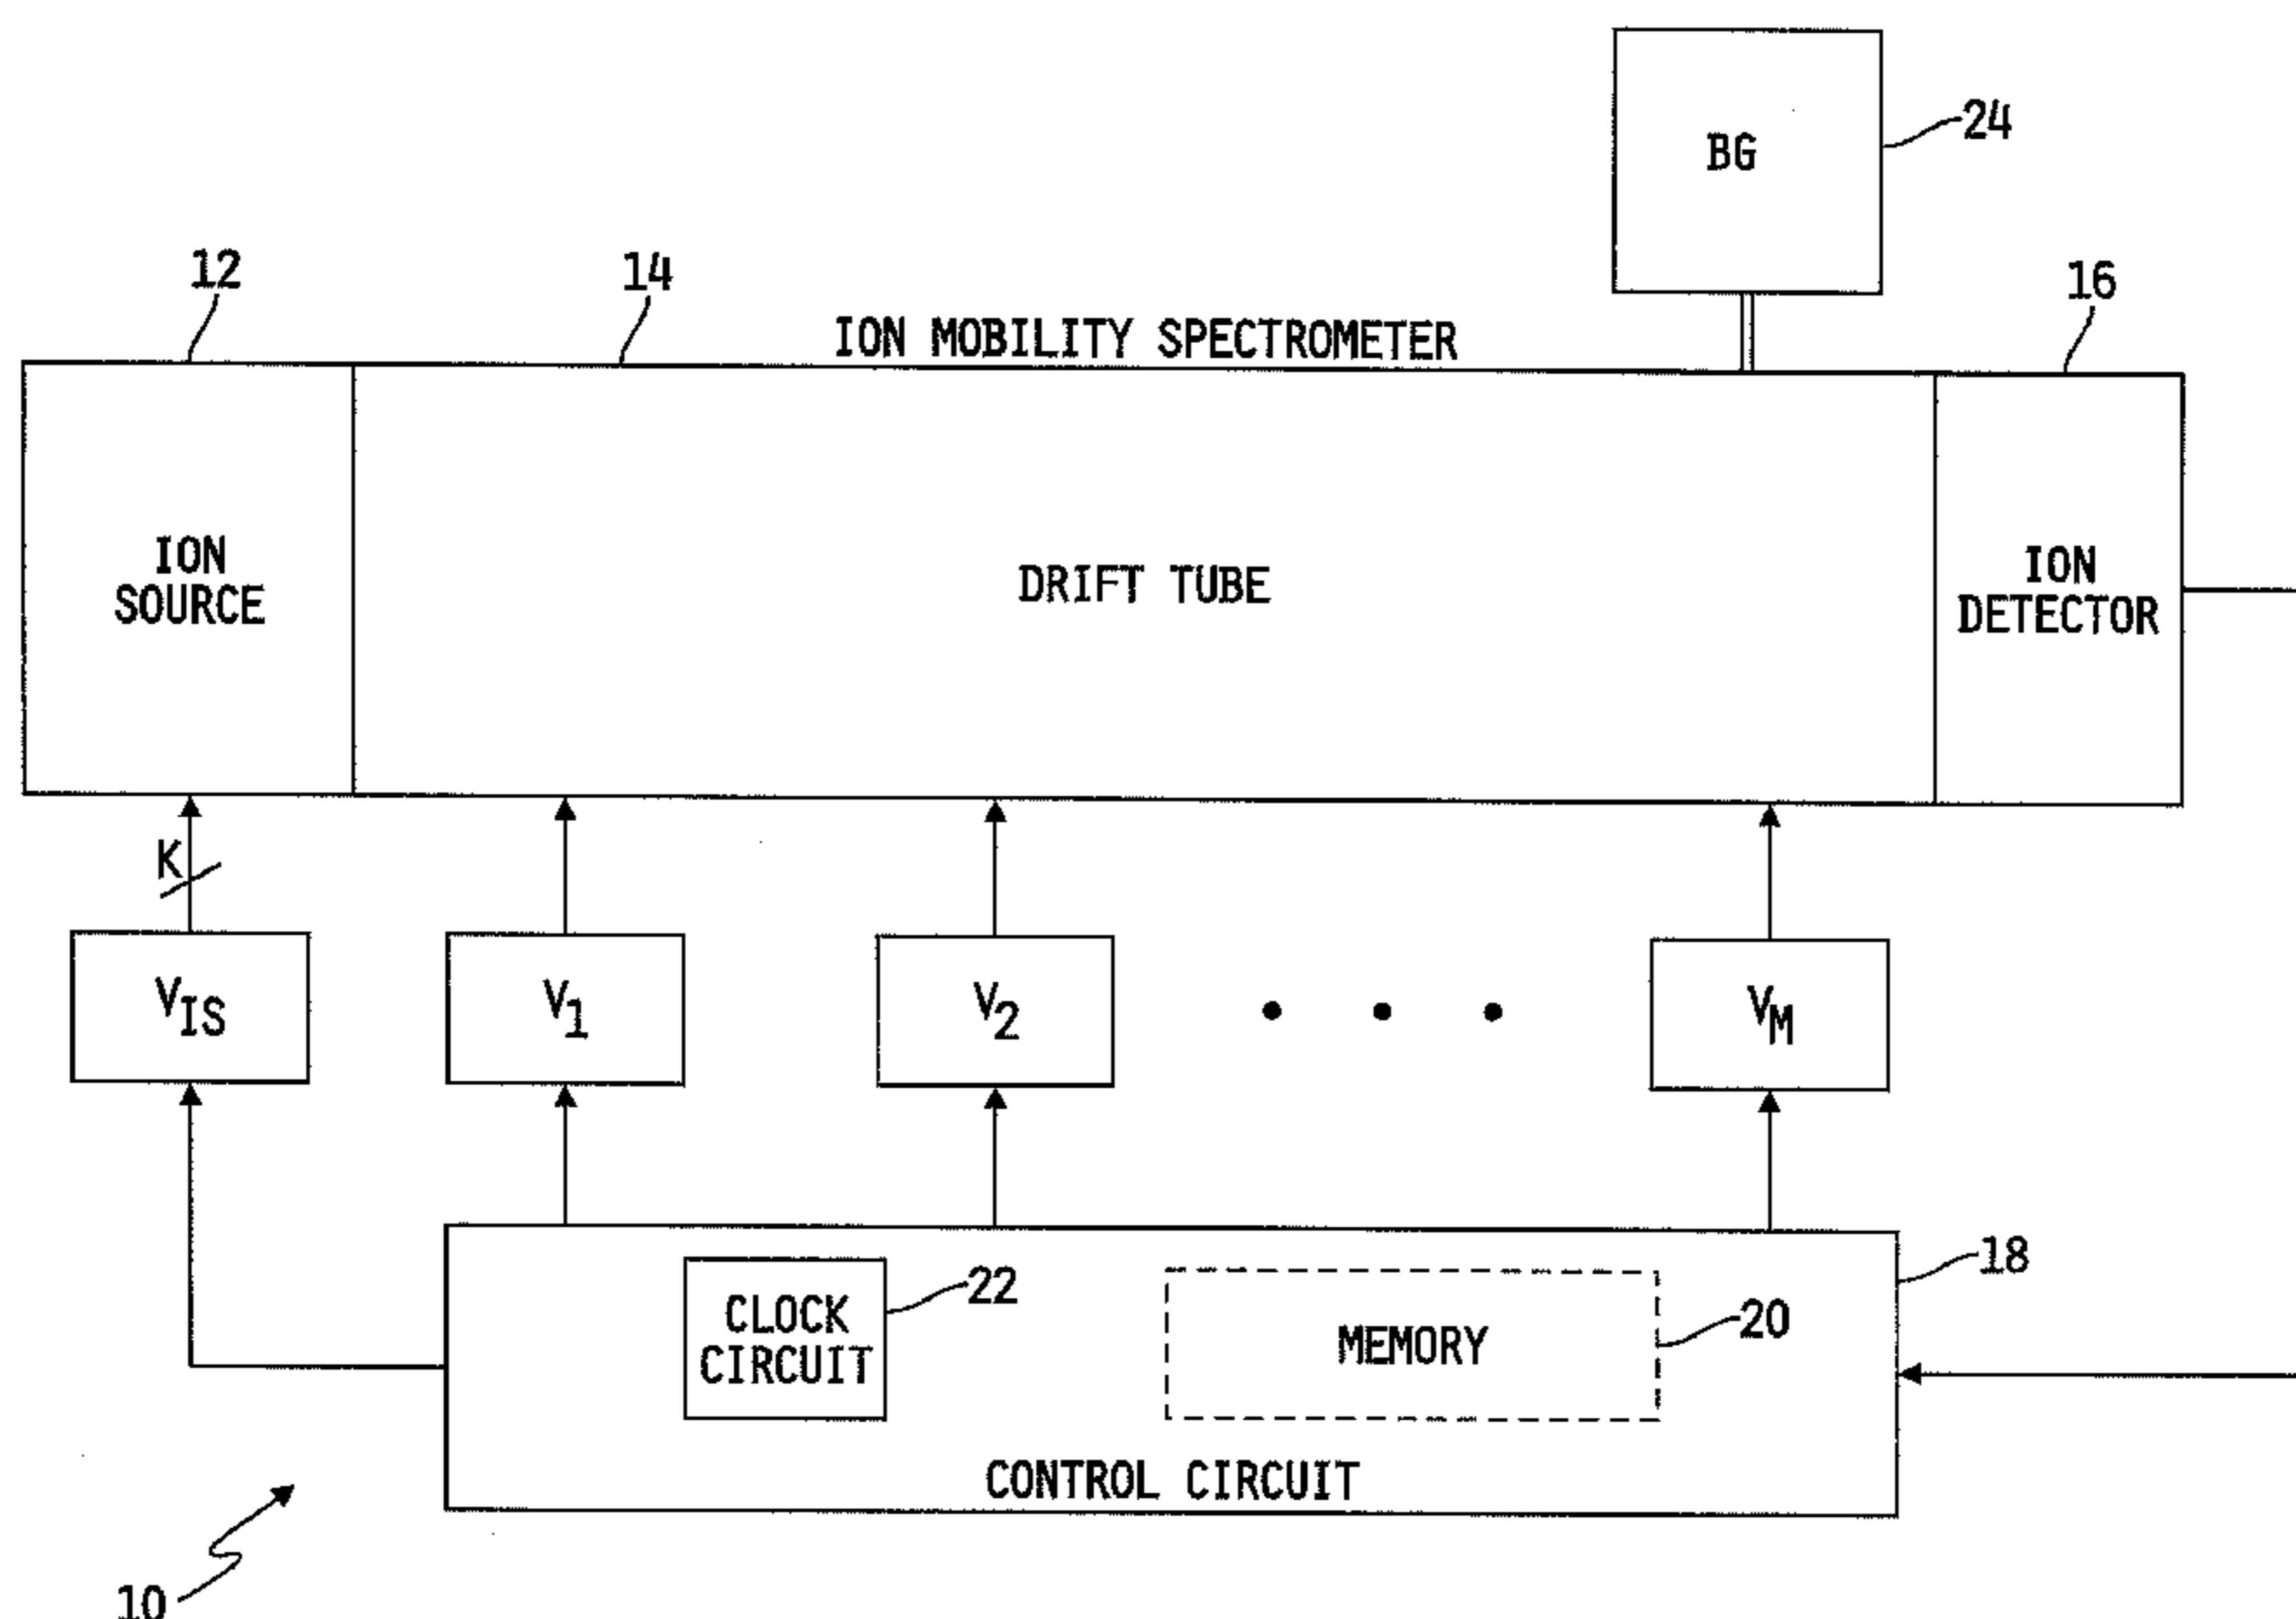 BG
24
12
14
ION MOBILITY SPECTROMETER
16
ION
SOURCE
DRIFT TUBE
ION
DETECTOR
K
VIS
V1
V2
• • •
VM
18
CLOCK
CIRCUIT
22
MEMORY
20
CONTROL CIRCUIT
10